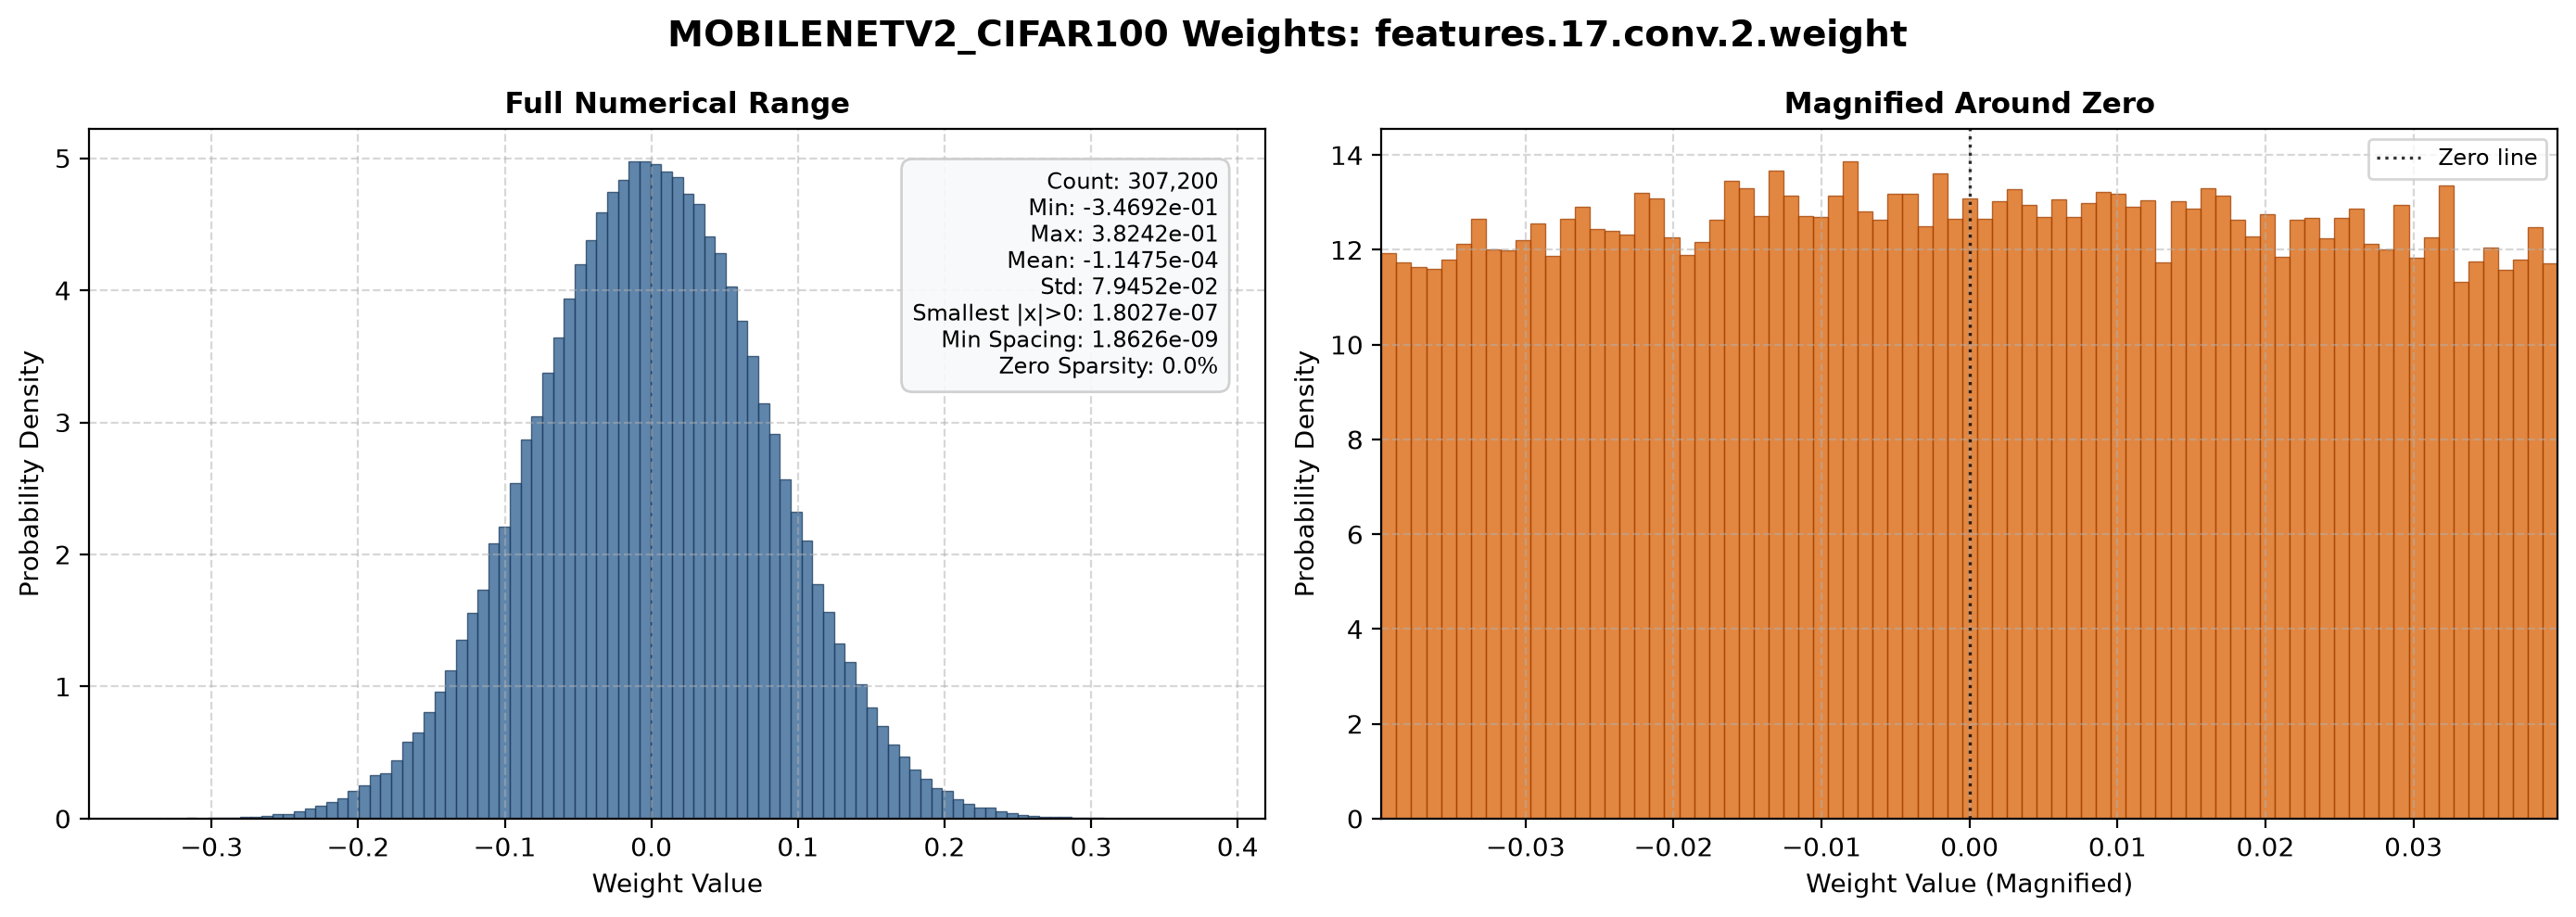 MOBILENETV2_CIFAR100 Weights: features.17.conv.2.weight
Full Numerical Range
Probability Density
5
4
3
2
1
0
Count: 307,200
Min: -3.4692e-01
Max: 3.8242e-01
Mean: -1.1475e-04
Std: 7.9452e-02
Smallest |x|>0: 1.8027e-07
Min Spacing: 1.8626e-09
Zero Sparsity: 0.0%
−0.3 −0.2 −0.1 0.0 0.1 0.2 0.3 0.4
Weight Value
Magnified Around Zero
Probability Density
14
12
10
8
6
4
2
0
Zero line
−0.03 −0.02 −0.01 0.00 0.01 0.02 0.03
Weight Value (Magnified)